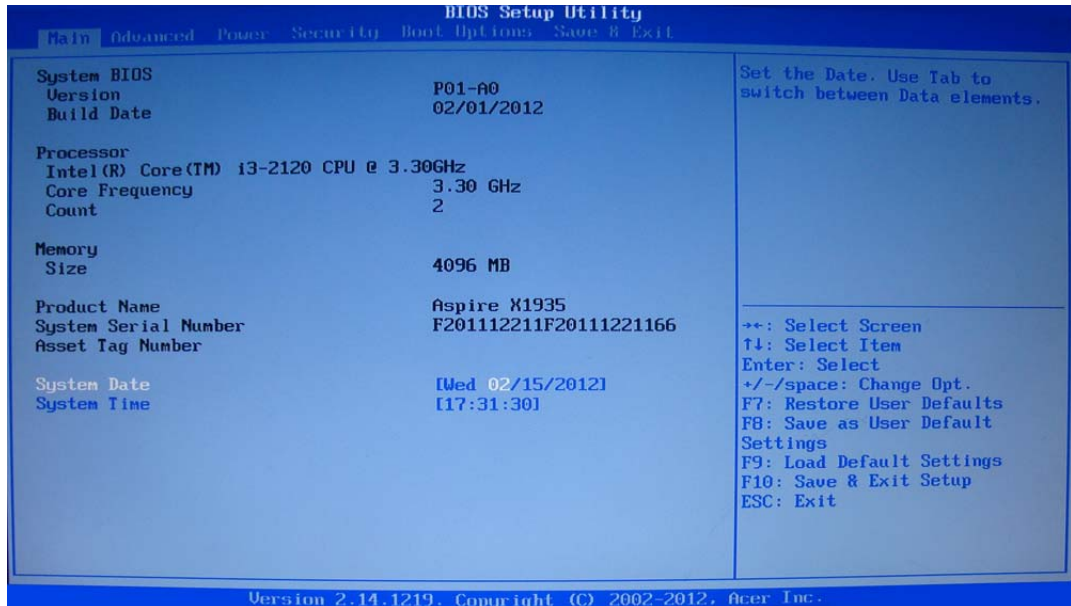 BIOS Setup Utility
Main Advanced Power Security Boot Options Save & Exit
System BIOS
Version P01-A0
Build Date 02/01/2012
Processor
Intel(R) Core(TM) i3-2120 CPU @ 3.30GHz
Core Frequency 3.30 GHz
Count 2
Memory
Size 4096 MB
Product Name Aspire X1935
System Serial Number F201112211F20111221166
Asset Tag Number
System Date [Wed 02/15/2012]
System Time [17:31:30]
Set the Date. Use Tab to
switch between Data elements.
→←: Select Screen
↑↓: Select Item
Enter: Select
+/-/space: Change Opt.
F7: Restore User Defaults
F8: Save as User Default
Settings
F9: Load Default Settings
F10: Save & Exit Setup
ESC: Exit
Version 2.14.1219. Copyright (C) 2002-2012, Acer Inc.